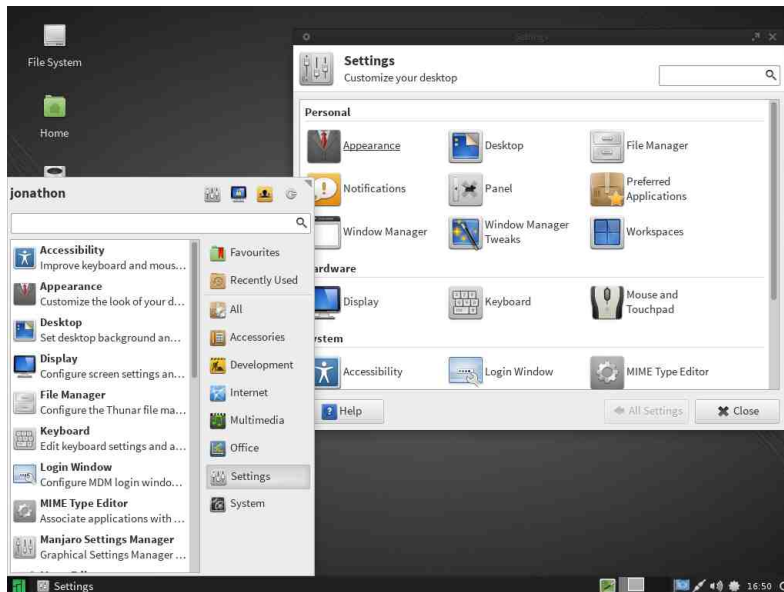 File System
Home
Settings
Settings
Customize your desktop
Personal
Appearance
Desktop
File Manager
Notifications
Panel
Preferred
Applications
Window Manager
Window Manager
Tweaks
Workspaces
ardware
Display
Keyboard
Mouse and
Touchpad
stem
Accessibility
Login Window
MIME Type Editor
Help
All Settings
Close
jonathon
Accessibility
Improve keyboard and mous...
Appearance
Customize the look of your d...
Desktop
Set desktop background an...
Display
Configure screen settings an...
File Manager
Configure the Thunar file ma...
Keyboard
Edit keyboard settings and a...
Login Window
Configure MDM login windo...
MIME Type Editor
Associate applications with ...
Manjaro Settings Manager
Graphical Settings Manager ...
Favourites
Recently Used
All
Accessories
Development
Internet
Multimedia
Office
Settings
System
Settings
16:50